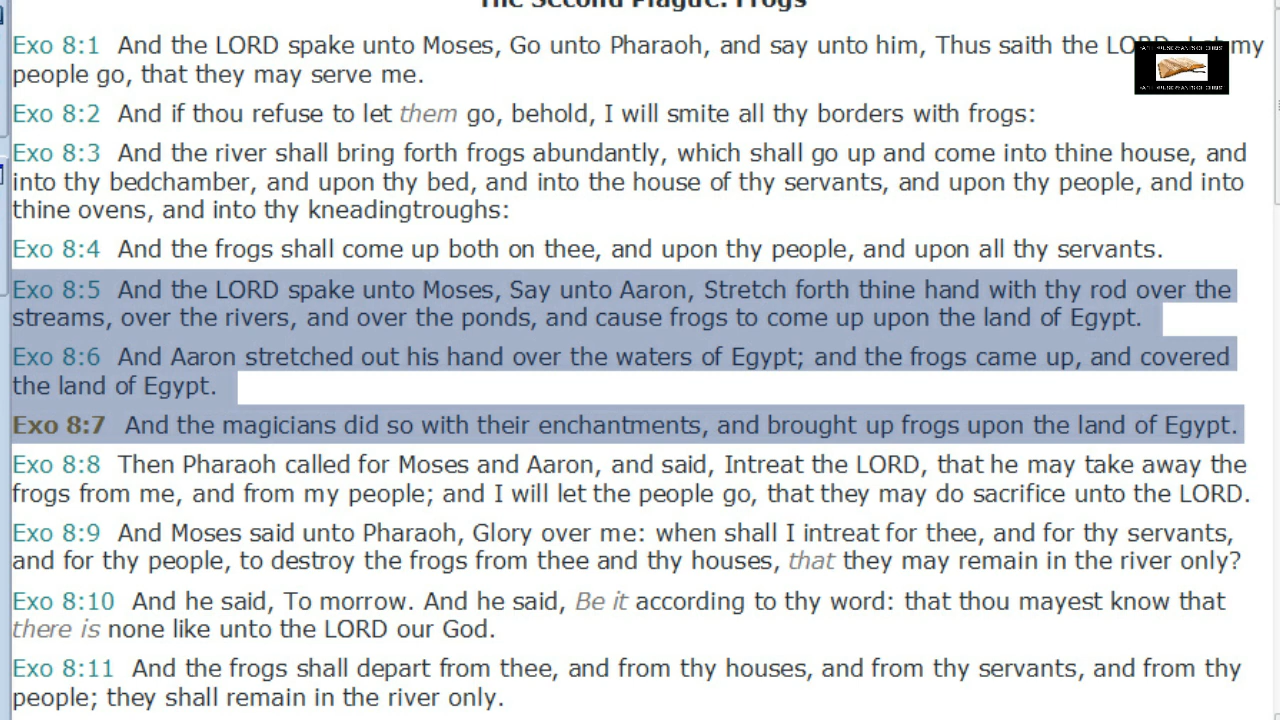 The Second Plague: Frogs
Exo 8:1 And the LORD spake unto Moses, Go unto Pharaoh, and say unto him, Thus saith the LORD, Let my
people go, that they may serve me.
Exo 8:2 And if thou refuse to let them go, behold, I will smite all thy borders with frogs:
Exo 8:3 And the river shall bring forth frogs abundantly, which shall go up and come into thine house, and
into thy bedchamber, and upon thy bed, and into the house of thy servants, and upon thy people, and into
thine ovens, and into thy kneadingtroughs:
Exo 8:4 And the frogs shall come up both on thee, and upon thy people, and upon all thy servants.
Exo 8:5 And the LORD spake unto Moses, Say unto Aaron, Stretch forth thine hand with thy rod over the
streams, over the rivers, and over the ponds, and cause frogs to come up upon the land of Egypt.
Exo 8:6 And Aaron stretched out his hand over the waters of Egypt; and the frogs came up, and covered
the land of Egypt.
Exo 8:7 And the magicians did so with their enchantments, and brought up frogs upon the land of Egypt.
Exo 8:8 Then Pharaoh called for Moses and Aaron, and said, Intreat the LORD, that he may take away the
frogs from me, and from my people; and I will let the people go, that they may do sacrifice unto the LORD.
Exo 8:9 And Moses said unto Pharaoh, Glory over me: when shall I intreat for thee, and for thy servants,
and for thy people, to destroy the frogs from thee and thy houses, that they may remain in the river only?
Exo 8:10 And he said, To morrow. And he said, Be it according to thy word: that thou mayest know that
there is none like unto the LORD our God.
Exo 8:11 And the frogs shall depart from thee, and from thy houses, and from thy servants, and from thy
people; they shall remain in the river only.